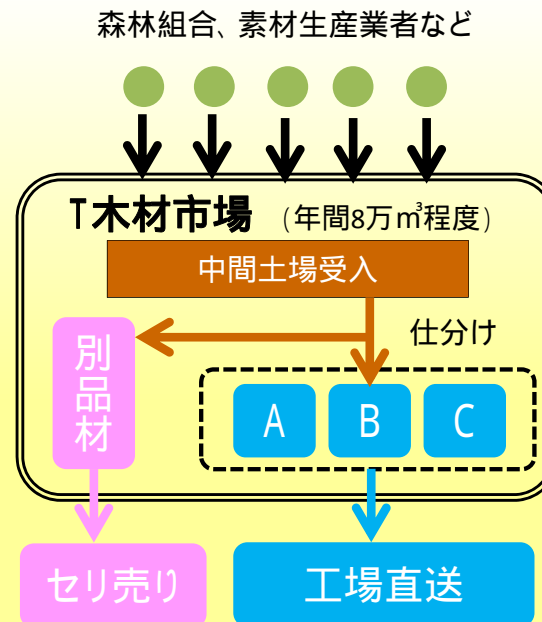 森林組合、素材生産業者など
T木材市場 (年間8万㎥程度)
中間土場受入
仕分け
別品材
A B C
セリ売り
工場直送